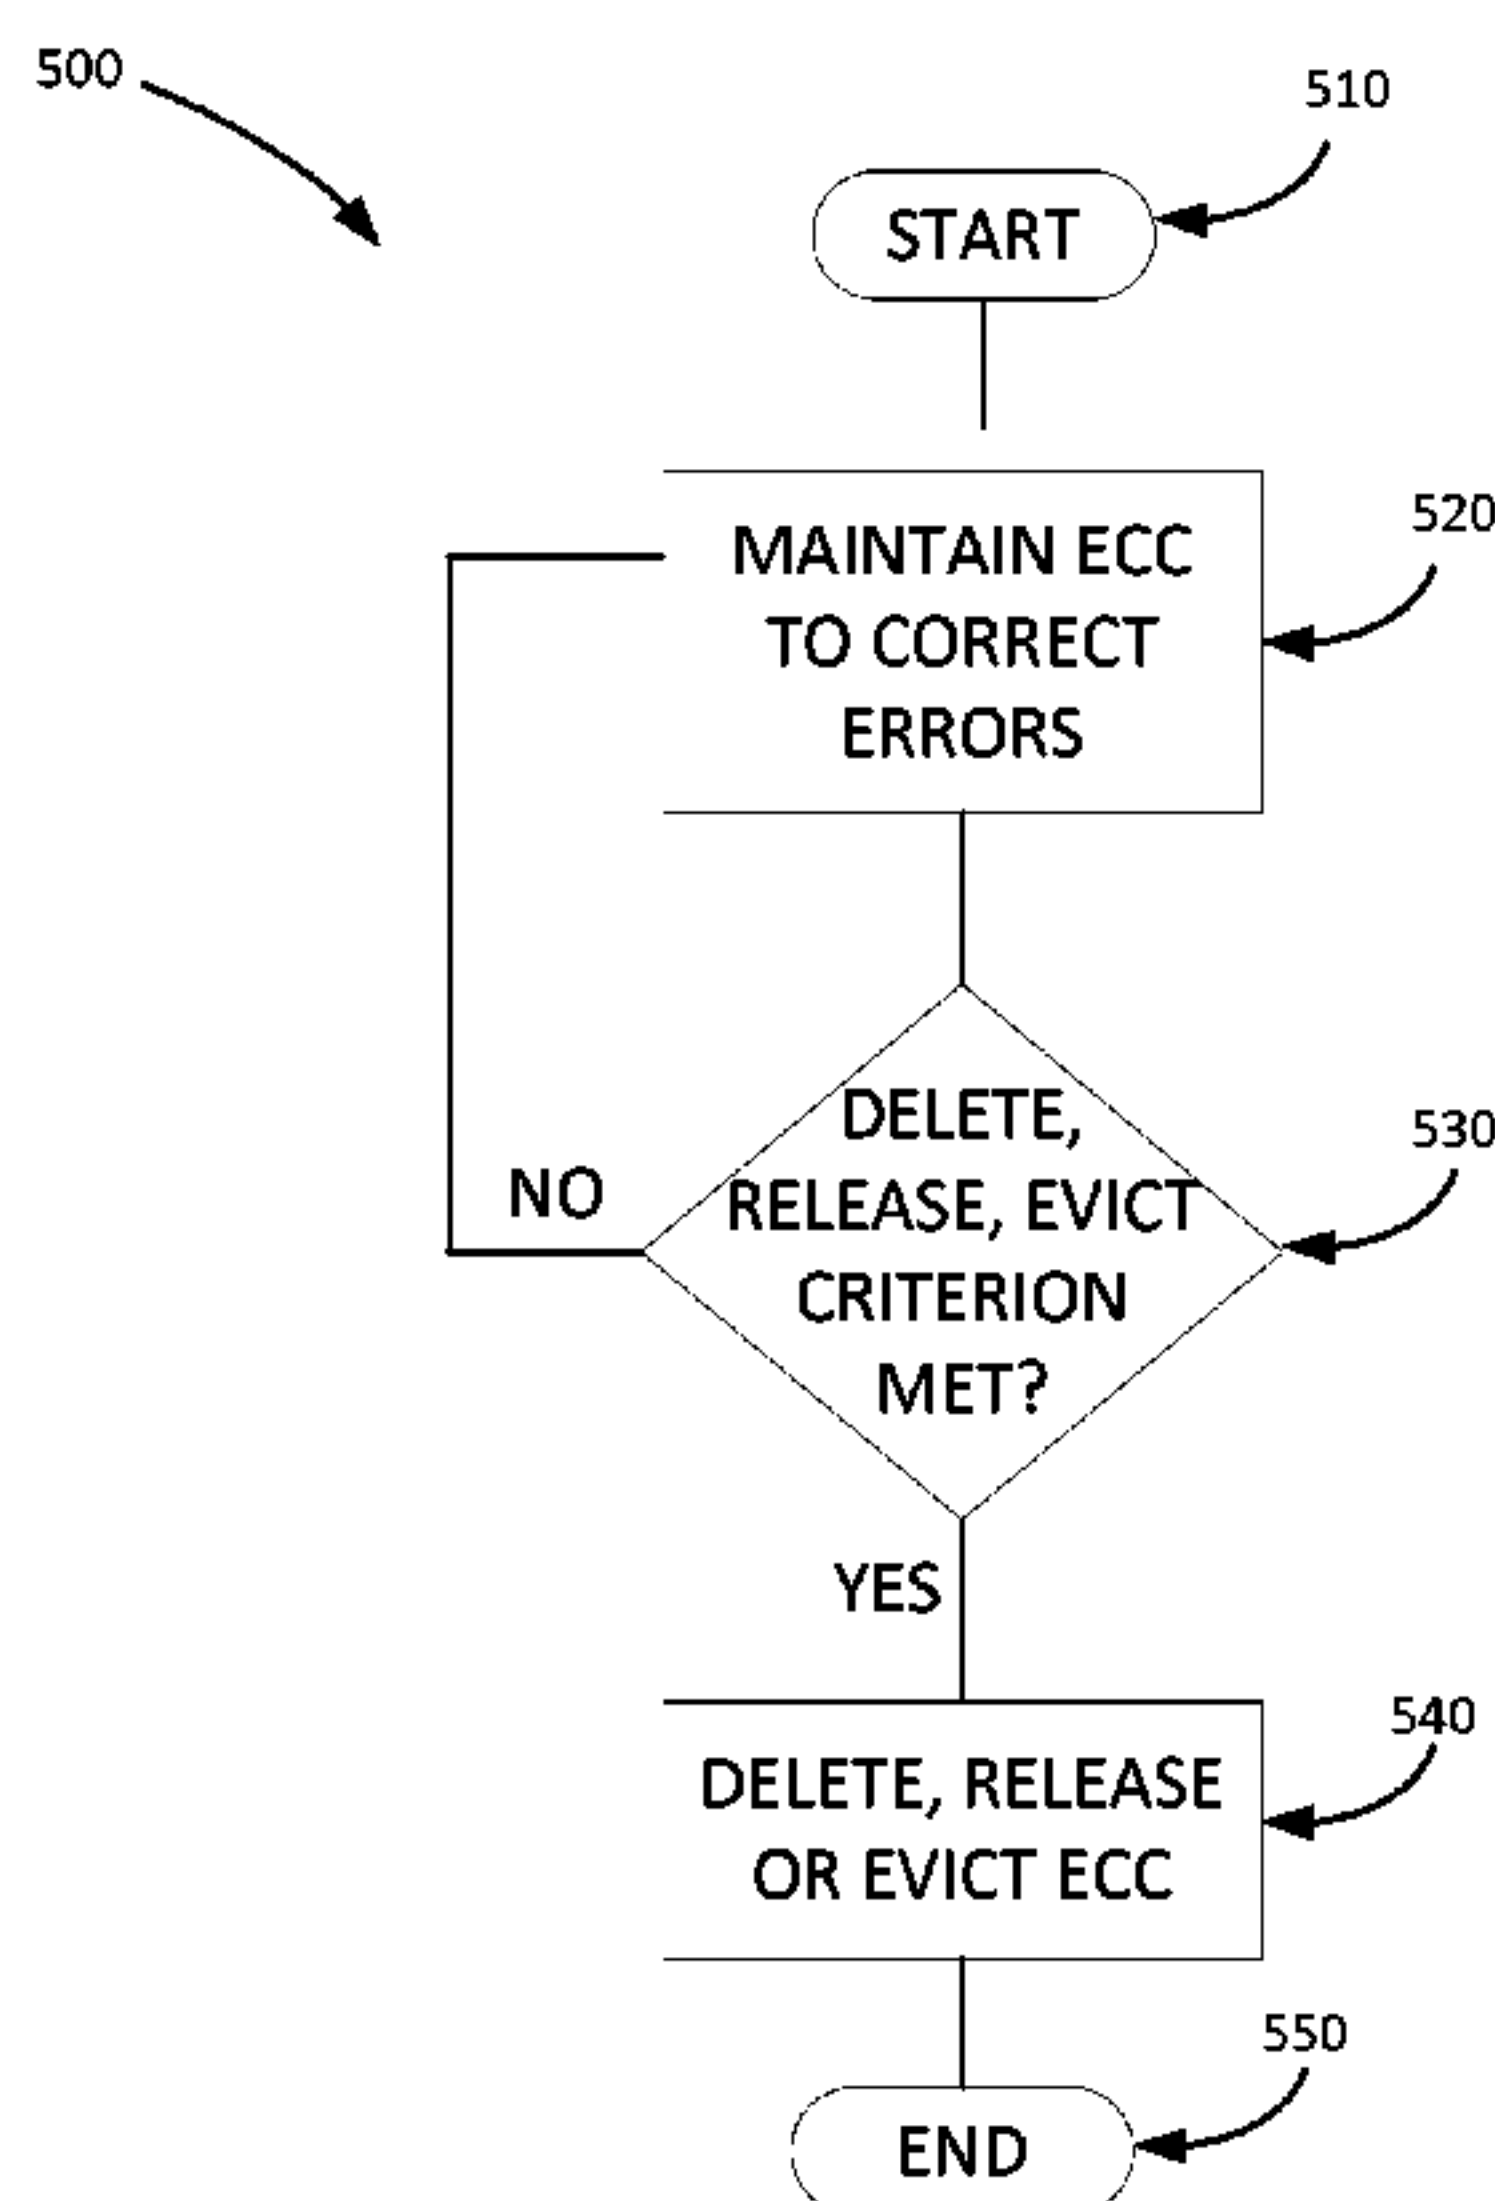 500
510
START
520
MAINTAIN ECC
TO CORRECT
ERRORS
530
DELETE,
RELEASE, EVICT
CRITERION
MET?
NO
YES
540
DELETE, RELEASE
OR EVICT ECC
550
END